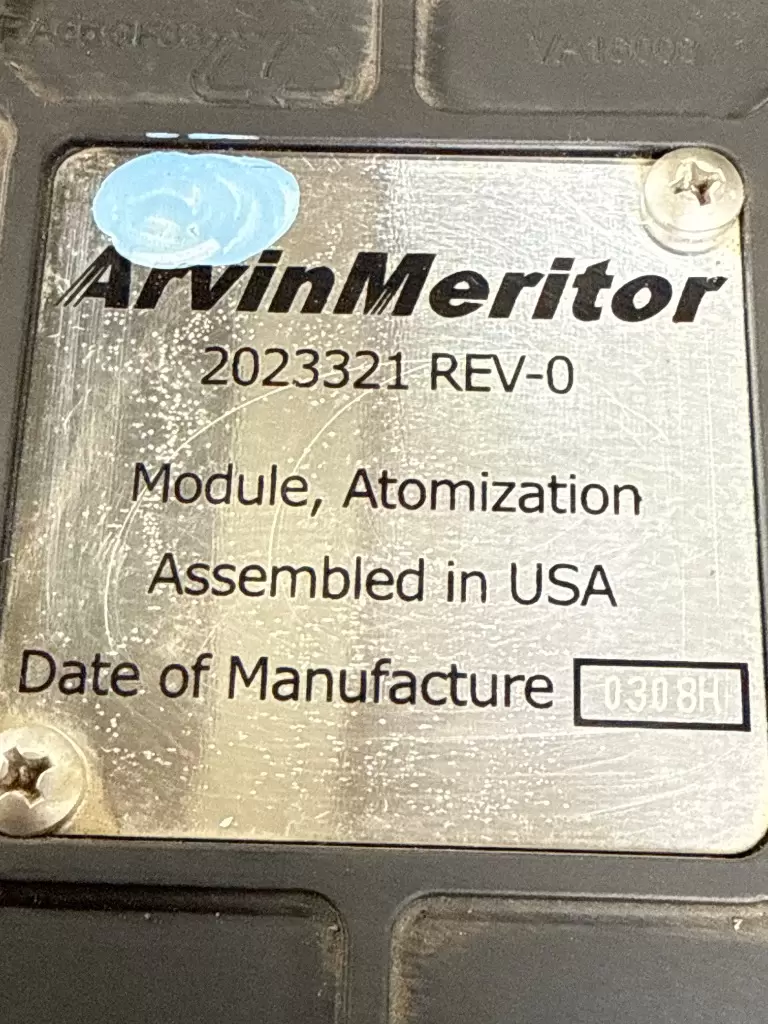 ArvinMeritor
2023321 REV-0
Module, Atomization
Assembled in USA
Date of Manufacture 0308H